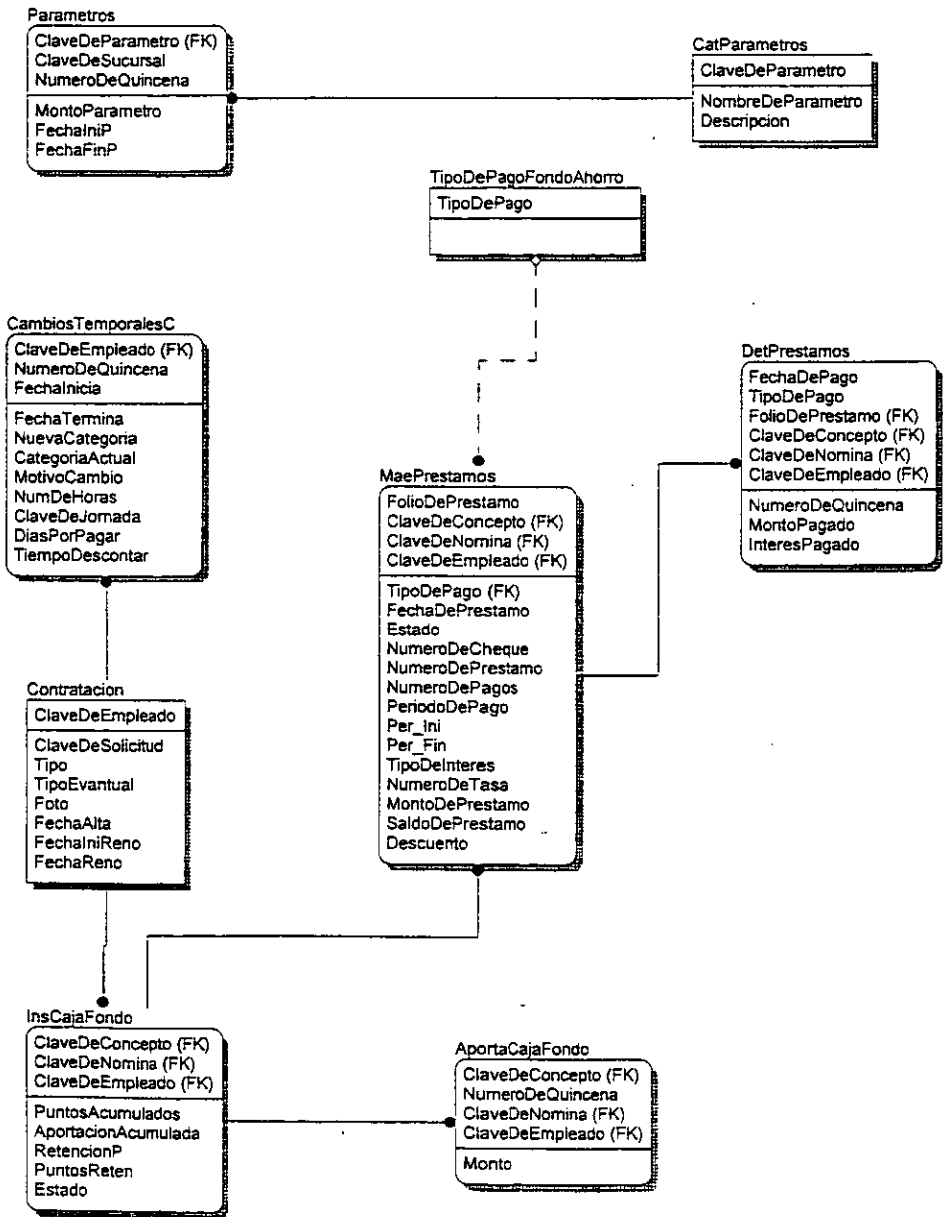 Parametros
ClaveDeParametro (FK)
ClaveDeSucursal
NumeroDeQuincena
MontoParametro
FechaIniP
FechaFinP
CatParametros
ClaveDeParametro
NombreDeParametro
Descripcion
TipoDePagoFondoAhorro
TipoDePago
CambiosTemporalesC
ClaveDeEmpleado (FK)
NumeroDeQuincena
FechaInicia
FechaTermina
NuevaCategoria
CategoriaActual
MotivoCambio
NumDeHoras
ClaveDeJornada
DiasPorPagar
TiempoDescontar
DetPrestamos
FechaDePago
TipoDePago
FolioDePrestamo (FK)
ClaveDeConcepto (FK)
ClaveDeNomina (FK)
ClaveDeEmpleado (FK)
NumeroDeQuincena
MontoPagado
InteresPagado
MaePrestamos
FolioDePrestamo
ClaveDeConcepto (FK)
ClaveDeNomina (FK)
ClaveDeEmpleado (FK)
TipoDePago (FK)
FechaDePrestamo
Estado
NumeroDeCheque
NumeroDePrestamo
NumeroDePagos
PeriodoDePago
Per_Ini
Per_Fin
TipoDeInteres
NumeroDeTasa
MontoDePrestamo
SaldoDePrestamo
Descuento
Contratacion
ClaveDeEmpleado
ClaveDeSolicitud
Tipo
TipoEvantual
Foto
FechaAlta
FechaIniReno
FechaReno
InsCajaFondo
ClaveDeConcepto (FK)
ClaveDeNomina (FK)
ClaveDeEmpleado (FK)
PuntosAcumulados
AportacionAcumulada
RetencionP
PuntosReten
Estado
AportaCajaFondo
ClaveDeConcepto (FK)
NumeroDeQuincena
ClaveDeNomina (FK)
ClaveDeEmpleado (FK)
Monto